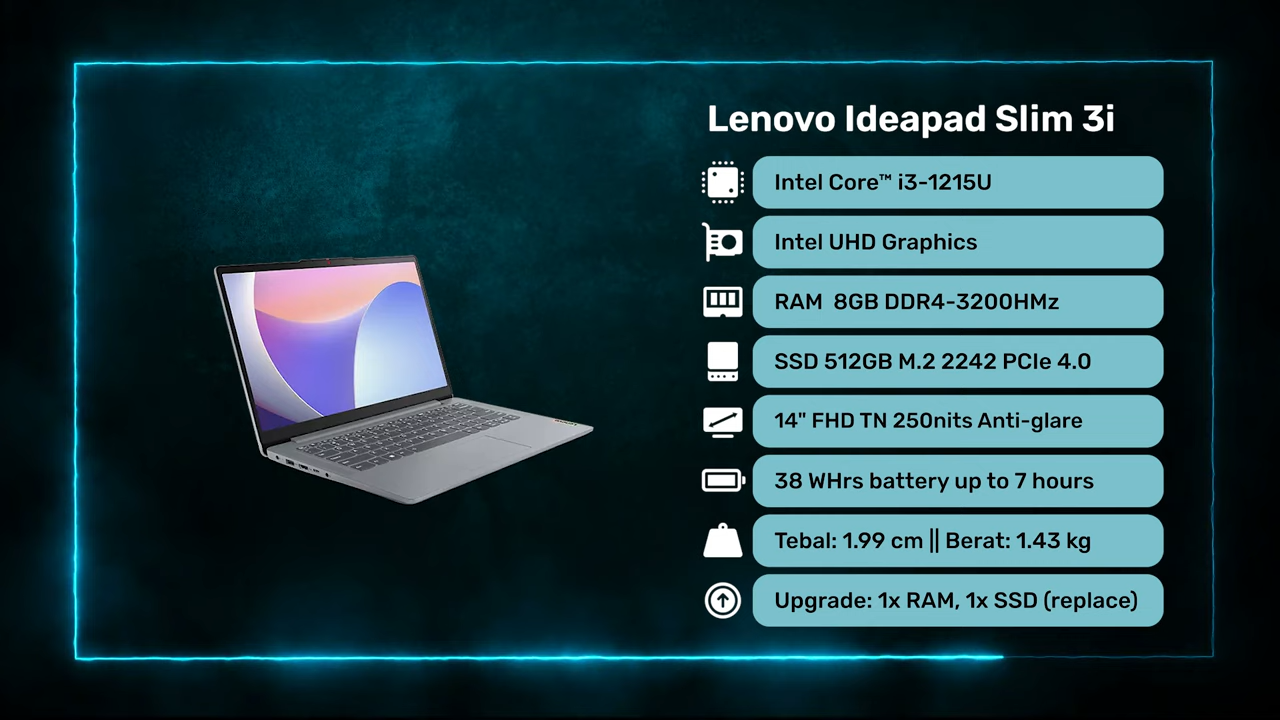 Lenovo Ideapad Slim 3i
Intel Core™ i3-1215U
Intel UHD Graphics
RAM  8GB DDR4-3200HMz
SSD 512GB M.2 2242 PCIe 4.0
14" FHD TN 250nits Anti-glare
38 WHrs battery up to 7 hours
Tebal: 1.99 cm || Berat: 1.43 kg
Upgrade: 1x RAM, 1x SSD (replace)